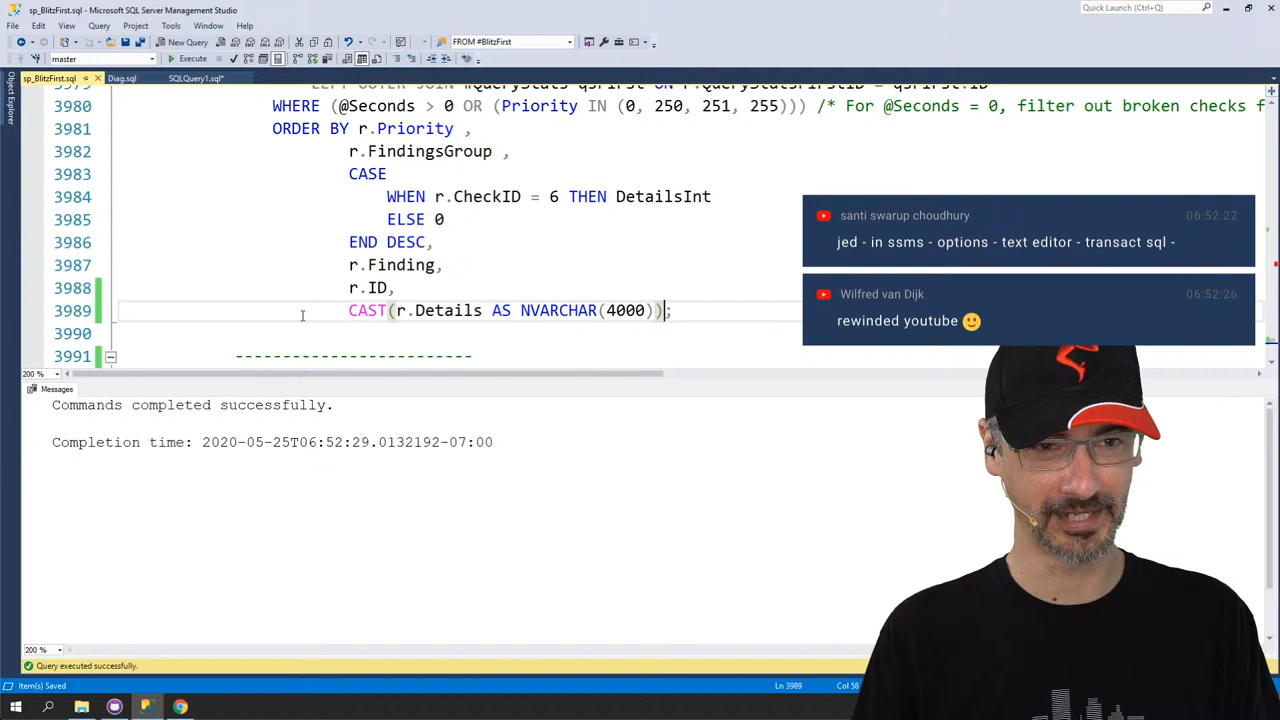 sp_BlitzFirst.sql - Microsoft SQL Server Management Studio
Quick Launch (Ctrl+Q)
File Edit View Query Project Tools Window Help
New Query FROM #BlitzFirst
master Execute
sp_BlitzFirst.sql Diag.sql SQLQuery1.sql*
Object Explorer
3980 WHERE (@Seconds > 0 OR (Priority IN (0, 250, 251, 255))) /* For @Seconds = 0, filter out broken checks f
3981 ORDER BY r.Priority ,
3982 r.FindingsGroup ,
3983 CASE
3984 WHEN r.CheckID = 6 THEN DetailsInt
3985 ELSE 0
3986 END DESC,
3987 r.Finding,
3988 r.ID,
3989 CAST(r.Details AS NVARCHAR(4000));
3990
3991 -------------------------
santi swarup choudhury 06:52:22
jed - in ssms - options - text editor - transact sql -
Wilfred van Dijk 06:52:26
rewinded youtube 🙂
200 %
Messages
Commands completed successfully.
Completion time: 2020-05-25T06:52:29.0132192-07:00
200 %
Query executed successfully.
Item(s) Saved Ln 3989 Col 58